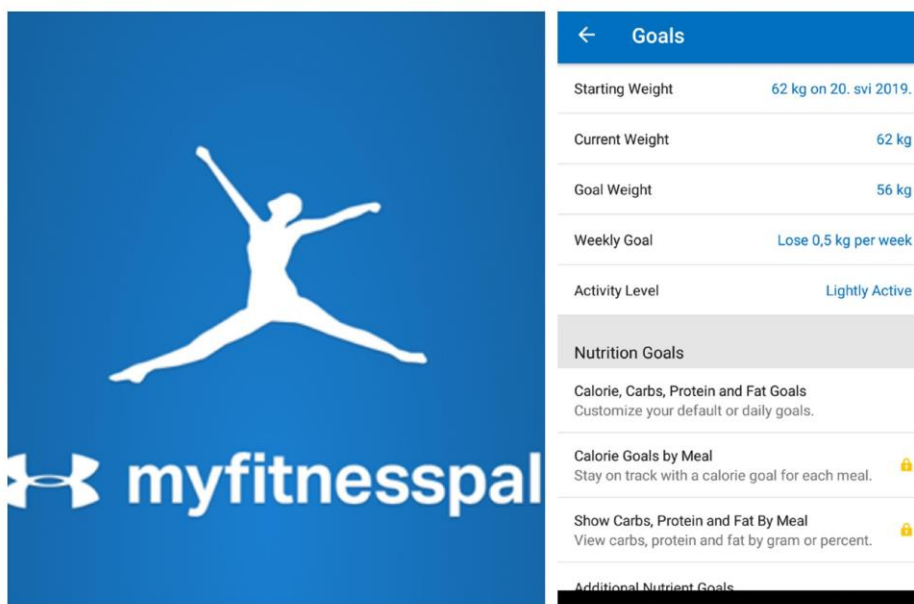 myfitnesspal
Goals
Starting Weight 62 kg on 20. svi 2019.
Current Weight 62 kg
Goal Weight 56 kg
Weekly Goal Lose 0,5 kg per week
Activity Level Lightly Active
Nutrition Goals
Calorie, Carbs, Protein and Fat Goals
Customize your default or daily goals.
Calorie Goals by Meal
Stay on track with a calorie goal for each meal.
Show Carbs, Protein and Fat By Meal
View carbs, protein and fat by gram or percent.
Additional Nutrient Goals